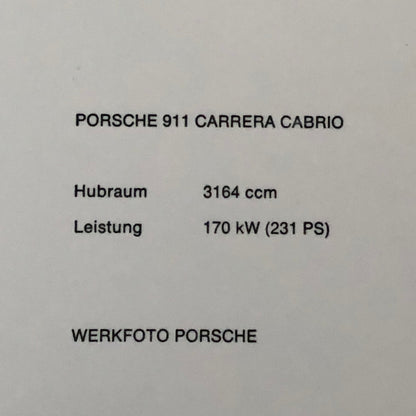 PORSCHE 911 CARRERA CABRIO
Hubraum 3164 ccm
Leistung 170 kW (231 PS)
WERKFOTO PORSCHE